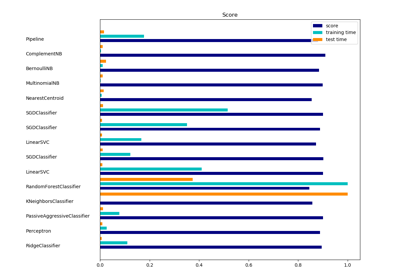 Score
score
training time
test time
Pipeline
ComplementNB
BernoulliNB
MultinomialNB
NearestCentroid
SGDClassifier
SGDClassifier
LinearSVC
SGDClassifier
LinearSVC
RandomForestClassifier
KNeighborsClassifier
PassiveAggressiveClassifier
Perceptron
RidgeClassifier
0.0 0.2 0.4 0.6 0.8 1.0